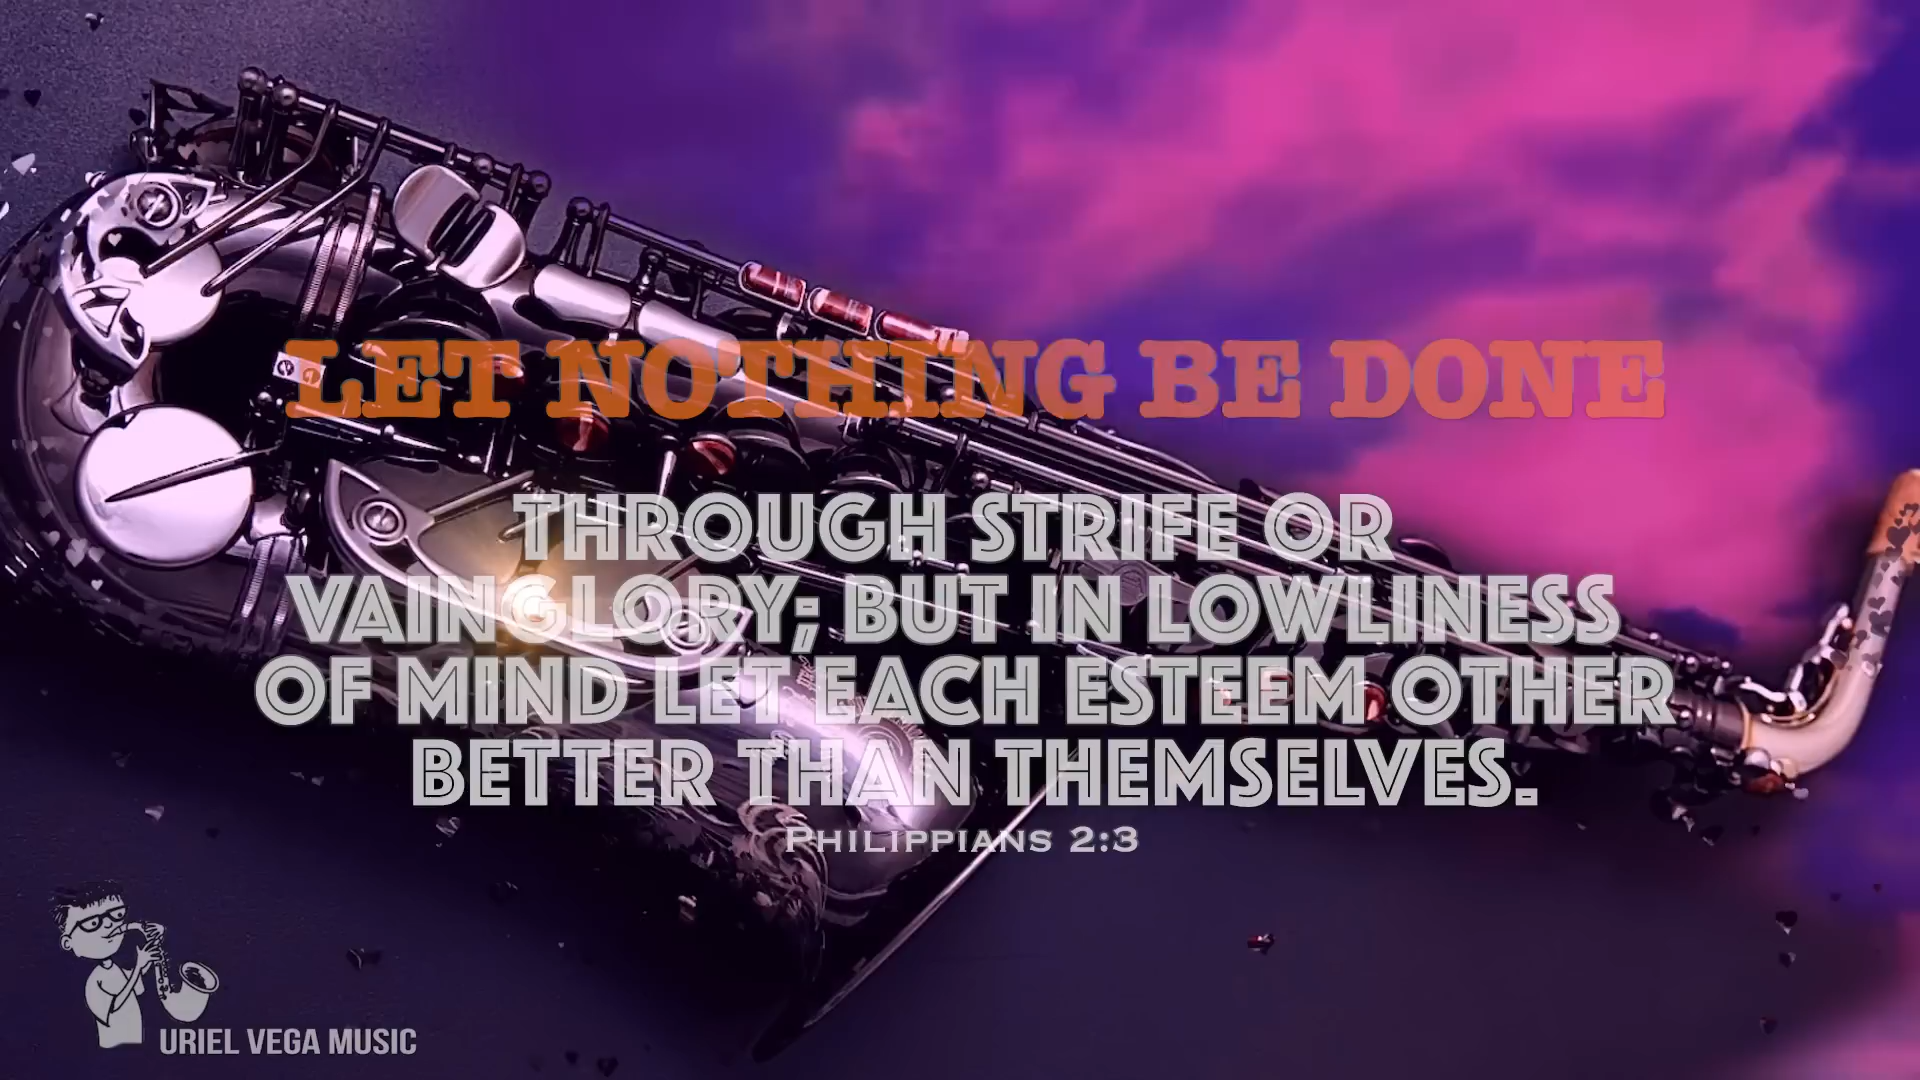 LET NOTHING BE DONE
THROUGH STRIFE OR
VAINGLORY; BUT IN LOWLINESS
OF MIND LET EACH ESTEEM OTHER
BETTER THAN THEMSELVES.
PHILIPPIANS 2:3
URIEL VEGA MUSIC